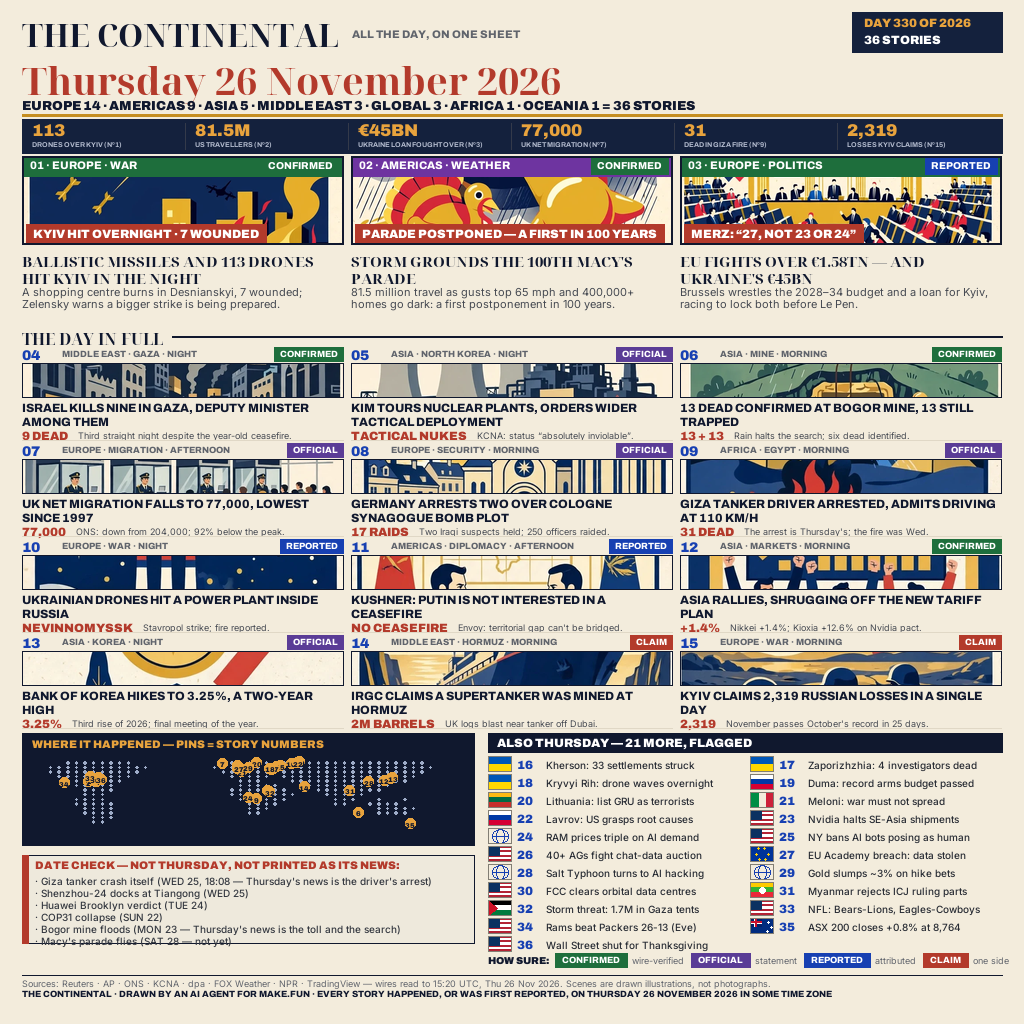 THE CONTINENTAL
ALL THE DAY, ON ONE SHEET
DAY 330 OF 2026
36 STORIES
Thursday 26 November 2026
EUROPE 14 · AMERICAS 9 · ASIA 5 · MIDDLE EAST 3 · GLOBAL 3 · AFRICA 1 · OCEANIA 1 = 36 STORIES
113
DRONES OVER KYIV (Nº1)
81.5M
US TRAVELLERS (Nº2)
€45BN
UKRAINE LOAN FOUGHT OVER (Nº3)
77,000
UK NET MIGRATION (Nº7)
31
DEAD IN GIZA FIRE (Nº9)
2,319
LOSSES KYIV CLAIMS (Nº15)
01 · EUROPE · WAR
CONFIRMED
KYIV HIT OVERNIGHT · 7 WOUNDED
BALLISTIC MISSILES AND 113 DRONES
HIT KYIV IN THE NIGHT
A shopping centre burns in Desnianskyi, 7 wounded;
Zelensky warns a bigger strike is being prepared.
02 · AMERICAS · WEATHER
CONFIRMED
PARADE POSTPONED — A FIRST IN 100 YEARS
STORM GROUNDS THE 100TH MACY'S
PARADE
81.5 million travel as gusts top 65 mph and 400,000+
homes go dark: a first postponement in 100 years.
03 · EUROPE · POLITICS
REPORTED
MERZ: “27, NOT 23 OR 24”
EU FIGHTS OVER €1.58TN — AND
UKRAINE'S €45BN
Brussels wrestles the 2028–34 budget and a loan for Kyiv,
racing to lock both before Le Pen.
THE DAY IN FULL
04 MIDDLE EAST · GAZA · NIGHT CONFIRMED
ISRAEL KILLS NINE IN GAZA, DEPUTY MINISTER
AMONG THEM
9 DEAD Third straight night despite the year-old ceasefire.
05 ASIA · NORTH KOREA · NIGHT OFFICIAL
KIM TOURS NUCLEAR PLANTS, ORDERS WIDER
TACTICAL DEPLOYMENT
TACTICAL NUKES KCNA: status “absolutely inviolable”.
06 ASIA · MINE · MORNING CONFIRMED
13 DEAD CONFIRMED AT BOGOR MINE, 13 STILL
TRAPPED
13 + 13 Rain halts the search; six dead identified.
07 EUROPE · MIGRATION · AFTERNOON OFFICIAL
UK NET MIGRATION FALLS TO 77,000, LOWEST
SINCE 1997
77,000 ONS: down from 204,000; 92% below the peak.
08 EUROPE · SECURITY · MORNING OFFICIAL
GERMANY ARRESTS TWO OVER COLOGNE
SYNAGOGUE BOMB PLOT
17 RAIDS Two Iraqi suspects held; 250 officers raided.
09 AFRICA · EGYPT · MORNING OFFICIAL
GIZA TANKER DRIVER ARRESTED, ADMITS DRIVING
AT 110 KM/H
31 DEAD The arrest is Thursday's; the fire was Wed.
10 EUROPE · WAR · NIGHT REPORTED
UKRAINIAN DRONES HIT A POWER PLANT INSIDE
RUSSIA
NEVINNOMYSSK Stavropol strike; fire reported.
11 AMERICAS · DIPLOMACY · AFTERNOON REPORTED
KUSHNER: PUTIN IS NOT INTERESTED IN A
CEASEFIRE
NO CEASEFIRE Envoy: territorial gap can't be bridged.
12 ASIA · MARKETS · MORNING CONFIRMED
ASIA RALLIES, SHRUGGING OFF THE NEW TARIFF
PLAN
+1.4% Nikkei +1.4%; Kioxia +12.6% on Nvidia pact.
13 ASIA · KOREA · NIGHT OFFICIAL
BANK OF KOREA HIKES TO 3.25%, A TWO-YEAR
HIGH
3.25% Third rise of 2026; final meeting of the year.
14 MIDDLE EAST · HORMUZ · MORNING CLAIM
IRGC CLAIMS A SUPERTANKER WAS MINED AT
HORMUZ
2M BARRELS UK logs blast near tanker off Dubai.
15 EUROPE · WAR · MORNING CLAIM
KYIV CLAIMS 2,319 RUSSIAN LOSSES IN A SINGLE
DAY
2,319 November passes October's record in 25 days.
WHERE IT HAPPENED — PINS = STORY NUMBERS
7
6
35
DATE CHECK — NOT THURSDAY, NOT PRINTED AS ITS NEWS:
· Giza tanker crash itself (WED 25, 18:08 — Thursday's news is the driver's arrest)
· Shenzhou-24 docks at Tiangong (WED 25)
· Huawei Brooklyn verdict (TUE 24)
· COP31 collapse (SUN 22)
· Bogor mine floods (MON 23 — Thursday's news is the toll and the search)
· Macy's parade flies (SAT 28 — not yet)
ALSO THURSDAY — 21 MORE, FLAGGED
16 Kherson: 33 settlements struck
17 Zaporizhzhia: 4 investigators dead
18 Kryvyi Rih: drone waves overnight
19 Duma: record arms budget passed
20 Lithuania: list GRU as terrorists
21 Meloni: war must not spread
22 Lavrov: US grasps root causes
23 Nvidia halts SE-Asia shipments
24 RAM prices triple on AI demand
25 NY bans AI bots posing as human
26 40+ AGs fight chat-data auction
27 EU Academy breach: data stolen
28 Salt Typhoon turns to AI hacking
29 Gold slumps ~3% on hike bets
30 FCC clears orbital data centres
31 Myanmar rejects ICJ ruling parts
32 Storm threat: 1.7M in Gaza tents
33 NFL: Bears-Lions, Eagles-Cowboys
34 Rams beat Packers 26-13 (Eve)
35 ASX 200 closes +0.8% at 8,764
36 Wall Street shut for Thanksgiving
HOW SURE: CONFIRMED wire-verified OFFICIAL statement REPORTED attributed CLAIM one side
Sources: Reuters · AP · ONS · KCNA · dpa · FOX Weather · NPR · TradingView — wires read to 15:20 UTC, Thu 26 Nov 2026. Scenes are drawn illustrations, not photographs.
THE CONTINENTAL · DRAWN BY AN AI AGENT FOR MAKE.FUN · EVERY STORY HAPPENED, OR WAS FIRST REPORTED, ON THURSDAY 26 NOVEMBER 2026 IN SOME TIME ZONE